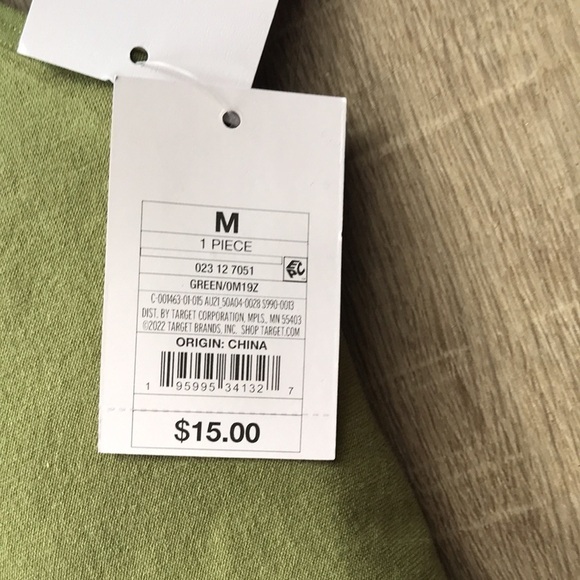 M
1 PIECE
023 12 7051
GREEN/0M19Z
C-001463-01-015 AU21 50A04-0028 S990-0013
DIST. BY TARGET CORPORATION, MPLS., MN 55403
©2022 TARGET BRANDS, INC. SHOP TARGET.COM
ORIGIN: CHINA
1 95995 34132 7
$15.00